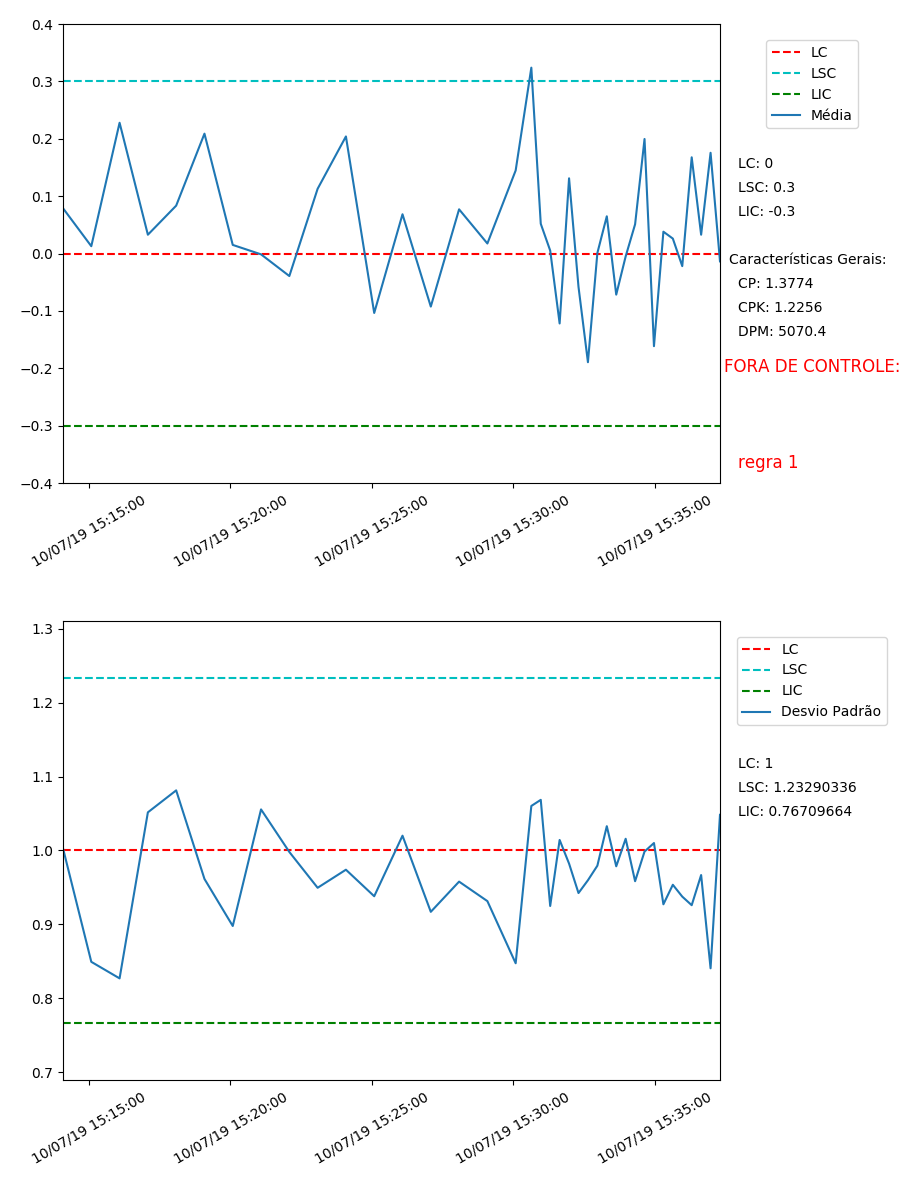 0.4
0.3
0.2
0.1
0.0
−0.1
−0.2
−0.3
−0.4
10/07/19 15:15:00
10/07/19 15:20:00
10/07/19 15:25:00
10/07/19 15:30:00
10/07/19 15:35:00
LC
LSC
LIC
Média
LC: 0
LSC: 0.3
LIC: -0.3
Características Gerais:
CP: 1.3774
CPK: 1.2256
DPM: 5070.4
FORA DE CONTROLE:
regra 1
1.3
1.2
1.1
1.0
0.9
0.8
0.7
10/07/19 15:15:00
10/07/19 15:20:00
10/07/19 15:25:00
10/07/19 15:30:00
10/07/19 15:35:00
LC
LSC
LIC
Desvio Padrão
LC: 1
LSC: 1.23290336
LIC: 0.76709664